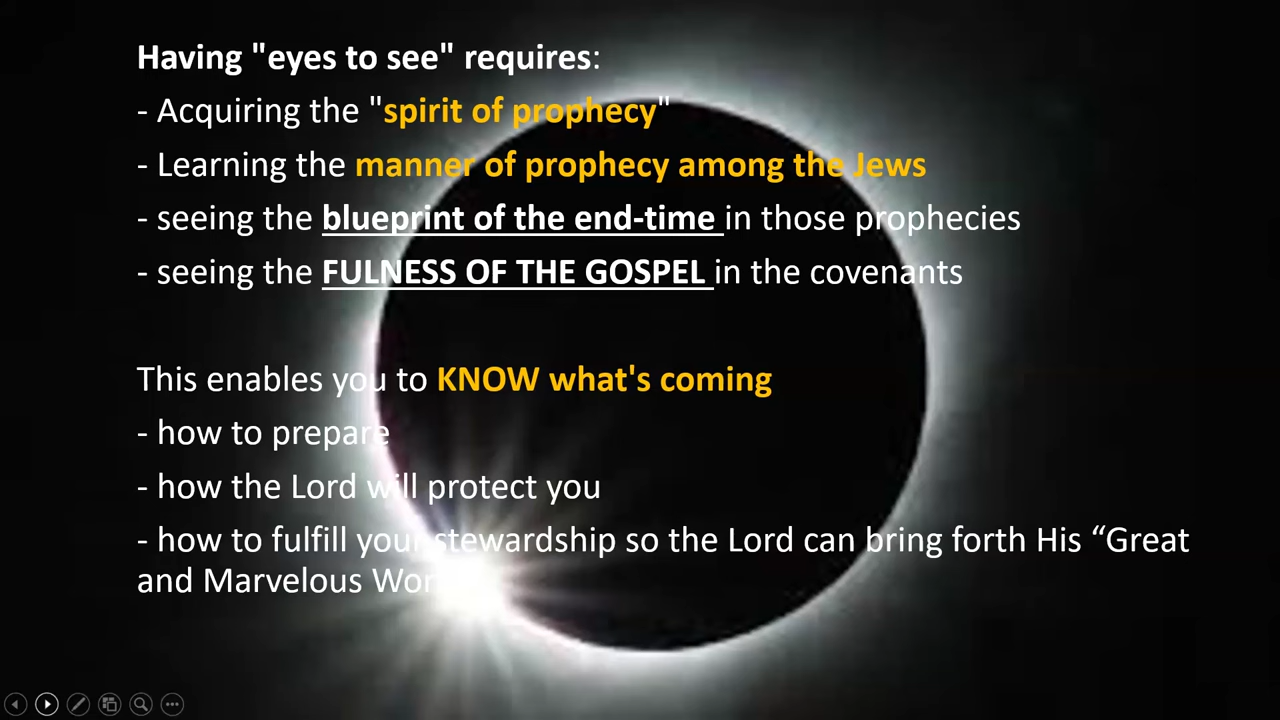 Having "eyes to see" requires:
- Acquiring the "spirit of prophecy"
- Learning the manner of prophecy among the Jews
- seeing the blueprint of the end-time in those prophecies
- seeing the FULNESS OF THE GOSPEL in the covenants
This enables you to KNOW what's coming
- how to prepare
- how the Lord will protect you
- how to fulfill your stewardship so the Lord can bring forth His “Great
and Marvelous